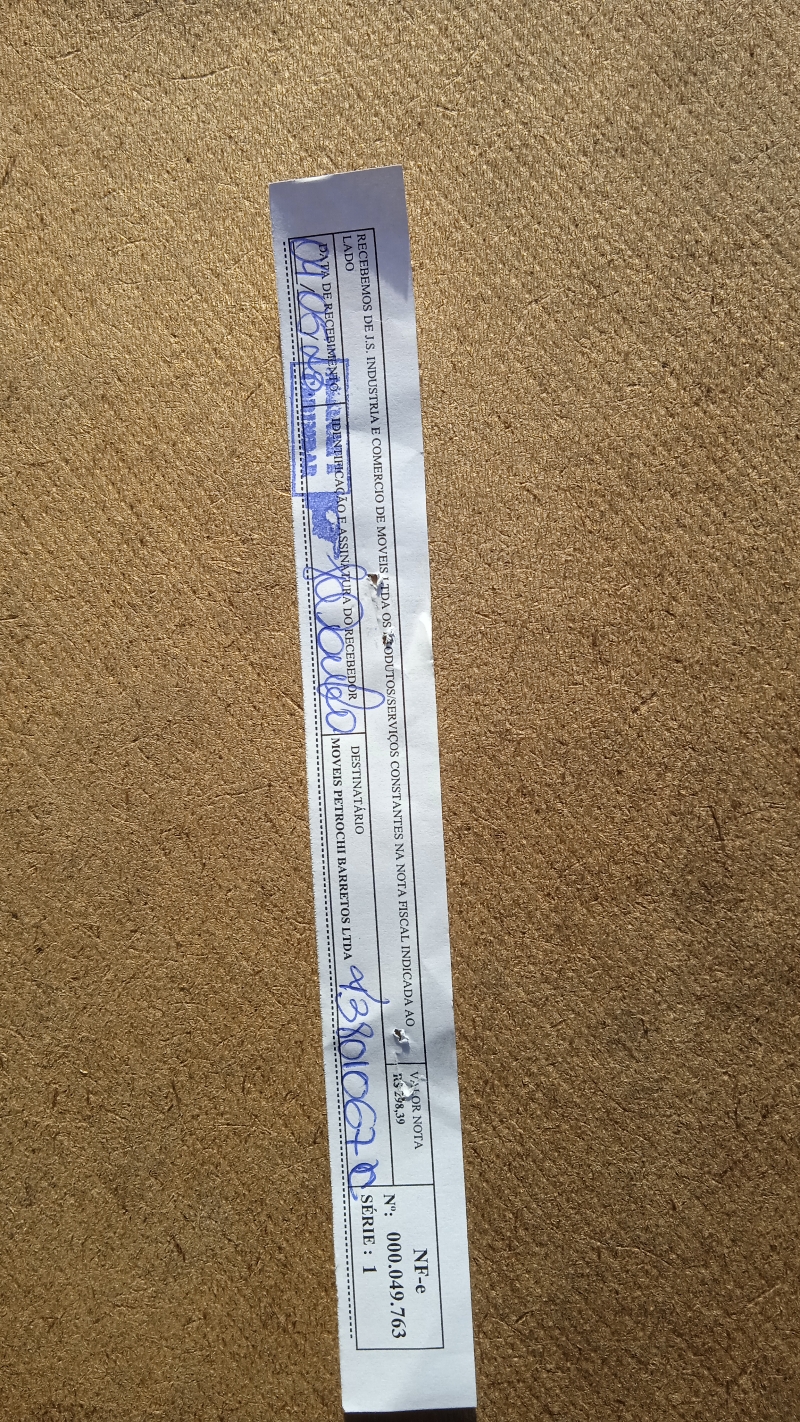 RECEBEMOS DE J.S. INDUSTRIA E COMERCIO DE MOVEIS LTDA OS PRODUTOS/SERVIÇOS CONSTANTES NA NOTA FISCAL INDICADA AO
LADO
VALOR NOTA
R$ 298,39
NF-e
Nº: 000.049.763
SÉRIE : 1
DATA DE RECEBIMENTO
IDENTIFICAÇÃO E ASSINATURA DO RECEBEDOR
DESTINATÁRIO
MOVEIS PETROCHI BARRETOS LTDA